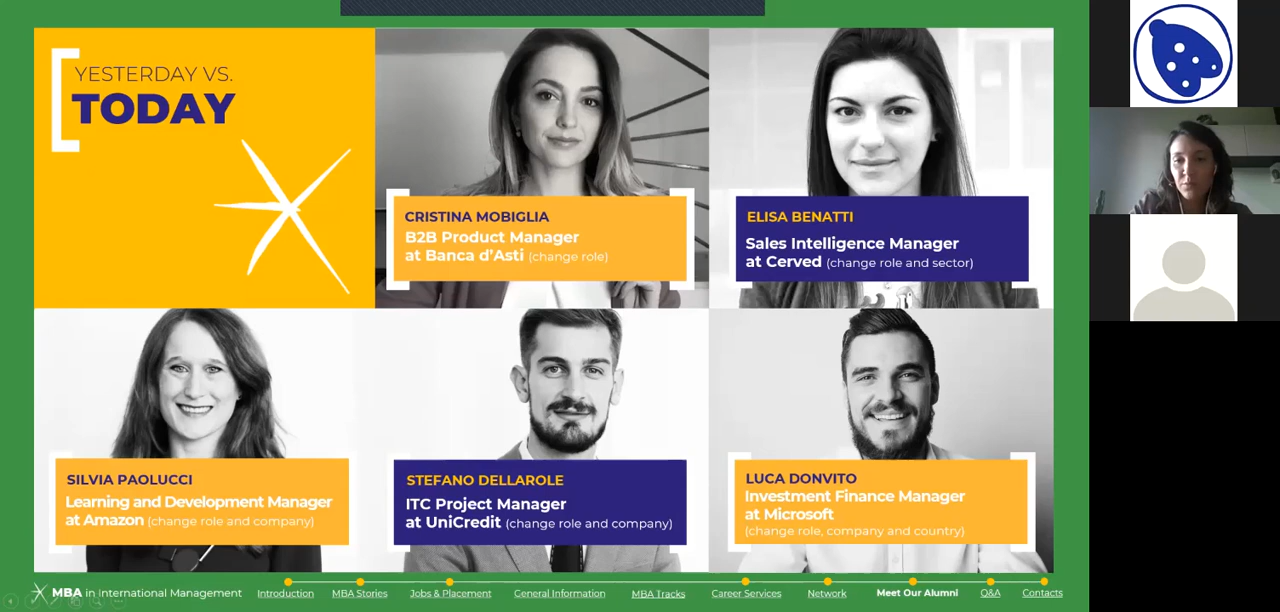 YESTERDAY VS.
TODAY
CRISTINA MOBIGLIA
B2B Product Manager
at Banca d'Asti (change role)
ELISA BENATTI
Sales Intelligence Manager
at Cerved (change role and sector)
SILVIA PAOLUCCI
Learning and Development Manager
at Amazon (change role and company)
STEFANO DELLAROLE
ITC Project Manager
at UniCredit (change role and company)
LUCA DONVITO
Investment Finance Manager
at Microsoft
(change role, company and country)
MBA in International Management
Introduction
MBA Stories
Jobs & Placement
General Information
MBA Tracks
Career Services
Network
Meet Our Alumni
Q&A
Contacts